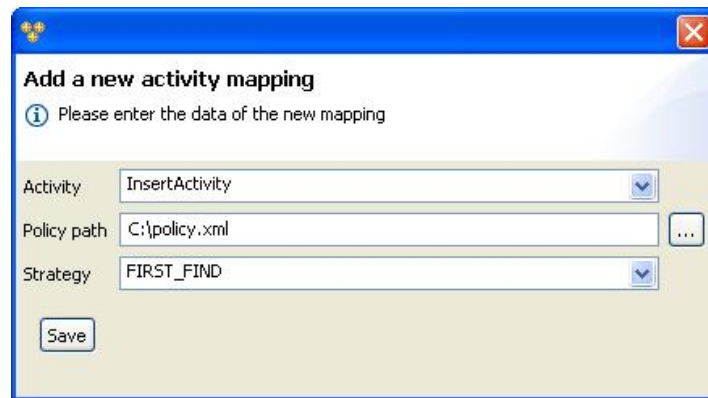 Add a new activity mapping
Please enter the data of the new mapping
Activity InsertActivity
Policy path C:\policy.xml ...
Strategy FIRST_FIND
Save